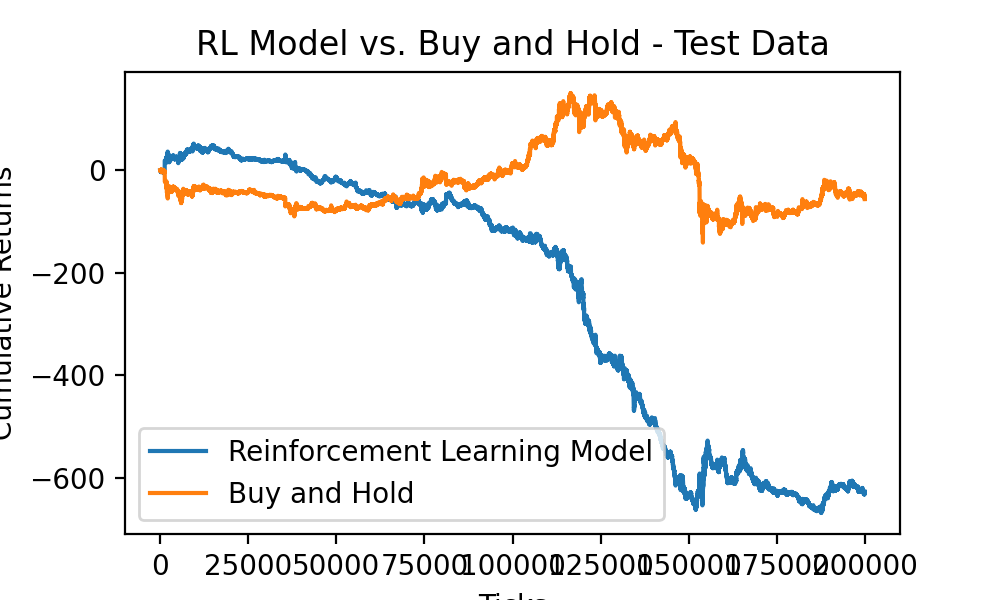 RL Model vs. Buy and Hold - Test Data
Cumulative Returns
0
−200
−400
−600
Reinforcement Learning Model
Buy and Hold
0 25000 50000 75000 100000 125000 150000 175000 200000
Ticks